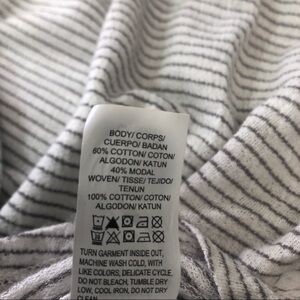 BODY/ CORPS/
CUERPO/ BADAN
60% COTTON/ COTON/
ALGODON/ KATUN
40% MODAL
WOVEN/ TISSE/ TEJIDO/
TENUN
100% COTTON/ COTON/
ALGODON/ KATUN
TURN GARMENT INSIDE OUT,
MACHINE WASH COLD, WITH
LIKE COLORS, DELICATE CYCLE,
DO NOT BLEACH, TUMBLE DRY
LOW, COOL IRON, DO NOT DRY
CLEAN